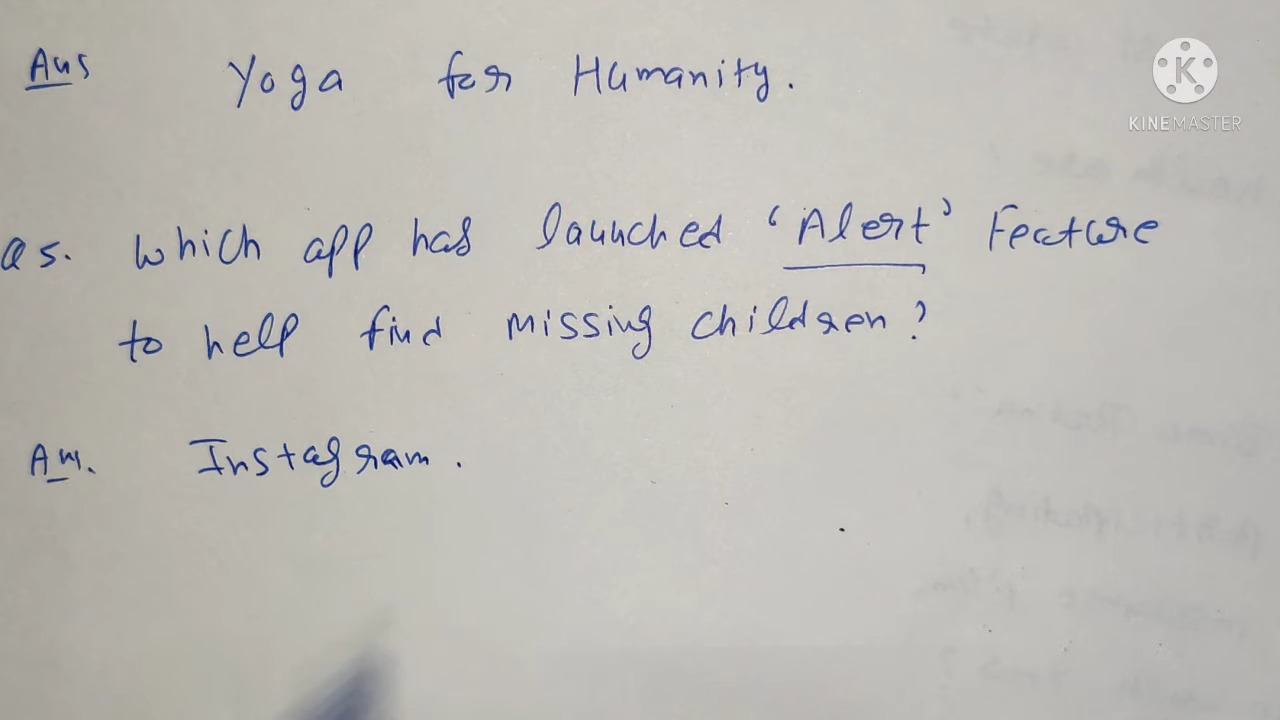 Ans Yoga for Humanity.
KINEMASTER
Q5. Which app has launched 'Alert' Feature
to help find missing children?
Ans. Instagram.